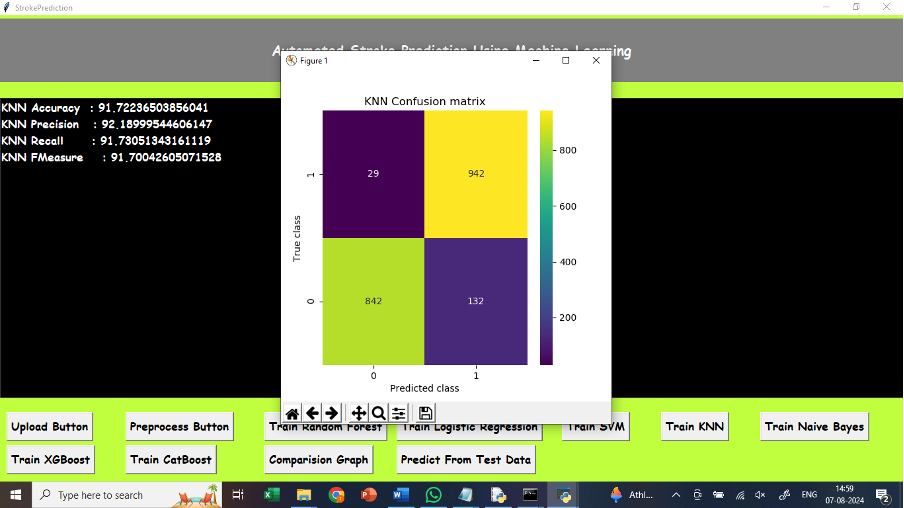 StrokePrediction
Automated Stroke Prediction Using Machine Learning
Figure 1
KNN Accuracy : 91.72236503856041
KNN Precision : 92.18999544606147
KNN Recall : 91.73051343161119
KNN FMeasure : 91.70042605071528
KNN Confusion matrix
True class
1
0
29
942
842
132
800
600
400
200
0
1
Predicted class
Upload Button
Preprocess Button
Train Random Forest
Train Logistic Regression
Train SVM
Train KNN
Train Naive Bayes
Train XGBoost
Train CatBoost
Comparision Graph
Predict From Test Data
Type here to search
Athl...
ENG
14:59
07-08-2024
2